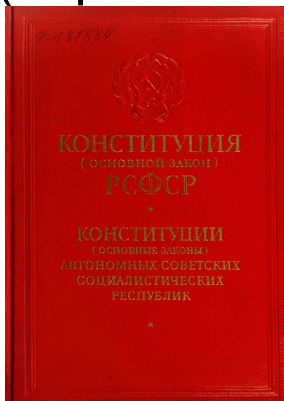 КОНСТИТУЦИЯ
( ОСНОВНОЙ ЗАКОН )
РСФСР
*
КОНСТИТУЦИИ
( ОСНОВНЫЕ ЗАКОНЫ )
АВТОНОМНЫХ СОВЕТСКИХ
СОЦИАЛИСТИЧЕСКИХ
РЕСПУБЛИК
*